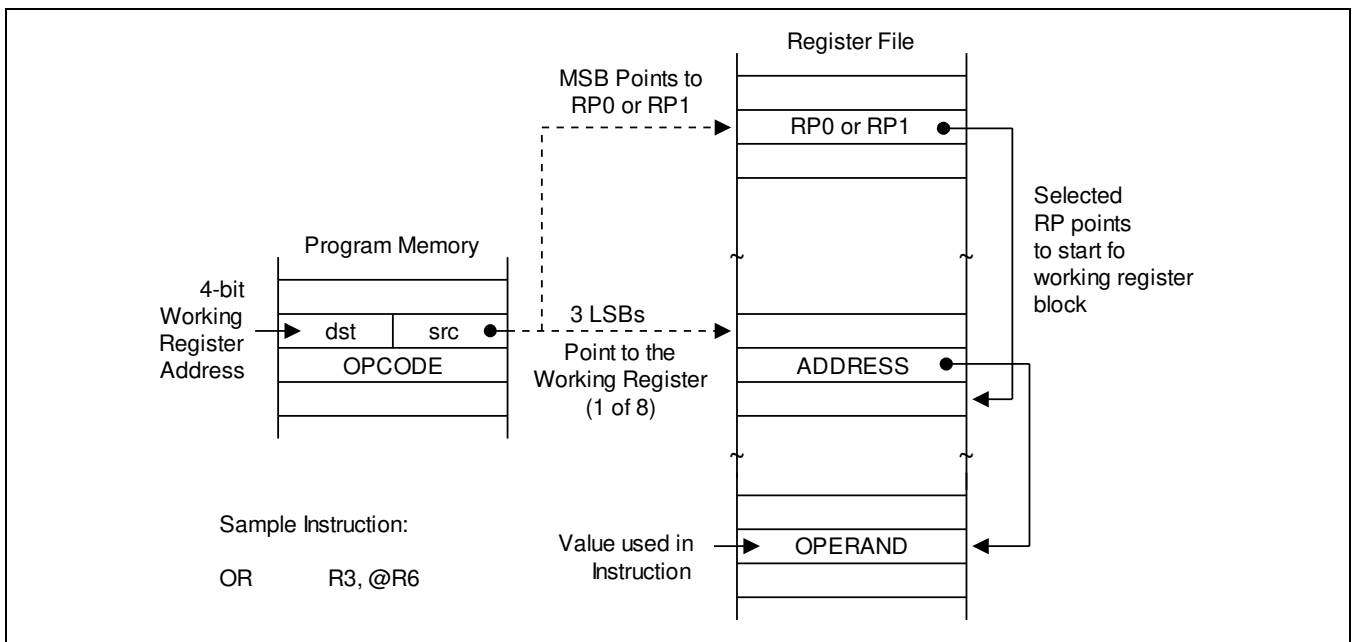 Register File
MSB Points to
RP0 or RP1
RP0 or RP1
Selected
RP points
to start fo
working register
block
Program Memory
4-bit
Working
Register
Address
dst src
OPCODE
3 LSBs
Point to the
Working Register
(1 of 8)
ADDRESS
~ ~
~ ~
Sample Instruction:
OR R3, @R6
Value used in
Instruction
OPERAND